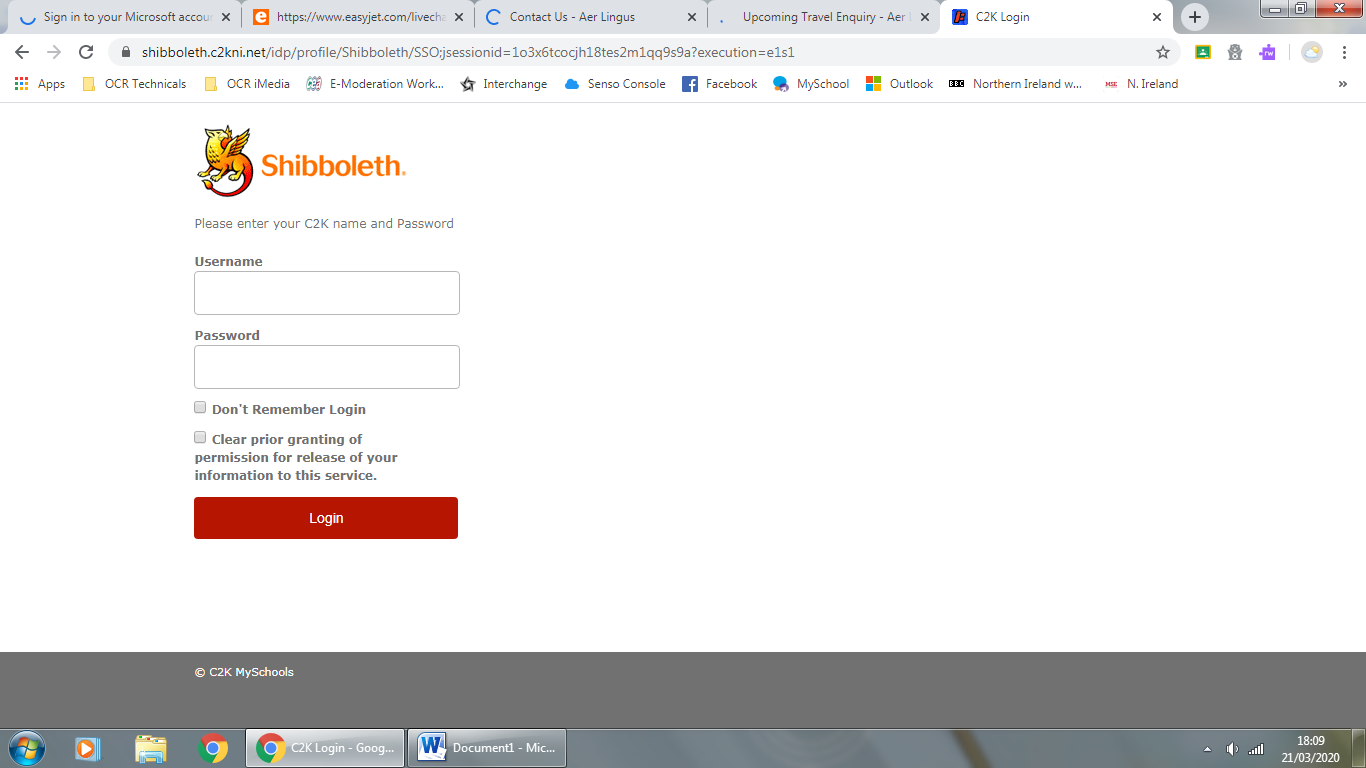 Sign in to your Microsoft accou
https://www.easyjet.com/livecha
Contact Us - Aer Lingus
Upcoming Travel Enquiry - Aer L
C2K Login
shibboleth.c2kni.net/idp/profile/Shibboleth/SSO;jsessionid=1o3x6tcocjh18tes2m1qq9s9a?execution=e1s1
Apps
OCR Technicals
OCR iMedia
E-Moderation Work...
Interchange
Senso Console
Facebook
MySchool
Outlook
BBC
Northern Ireland w...
MSE
N. Ireland
Shibboleth.
Please enter your C2K name and Password
Username
Password
Don't Remember Login
Clear prior granting of
permission for release of your
information to this service.
Login
© C2K MySchools
C2K Login - Goog...
Document1 - Mic...
18:09
21/03/2020